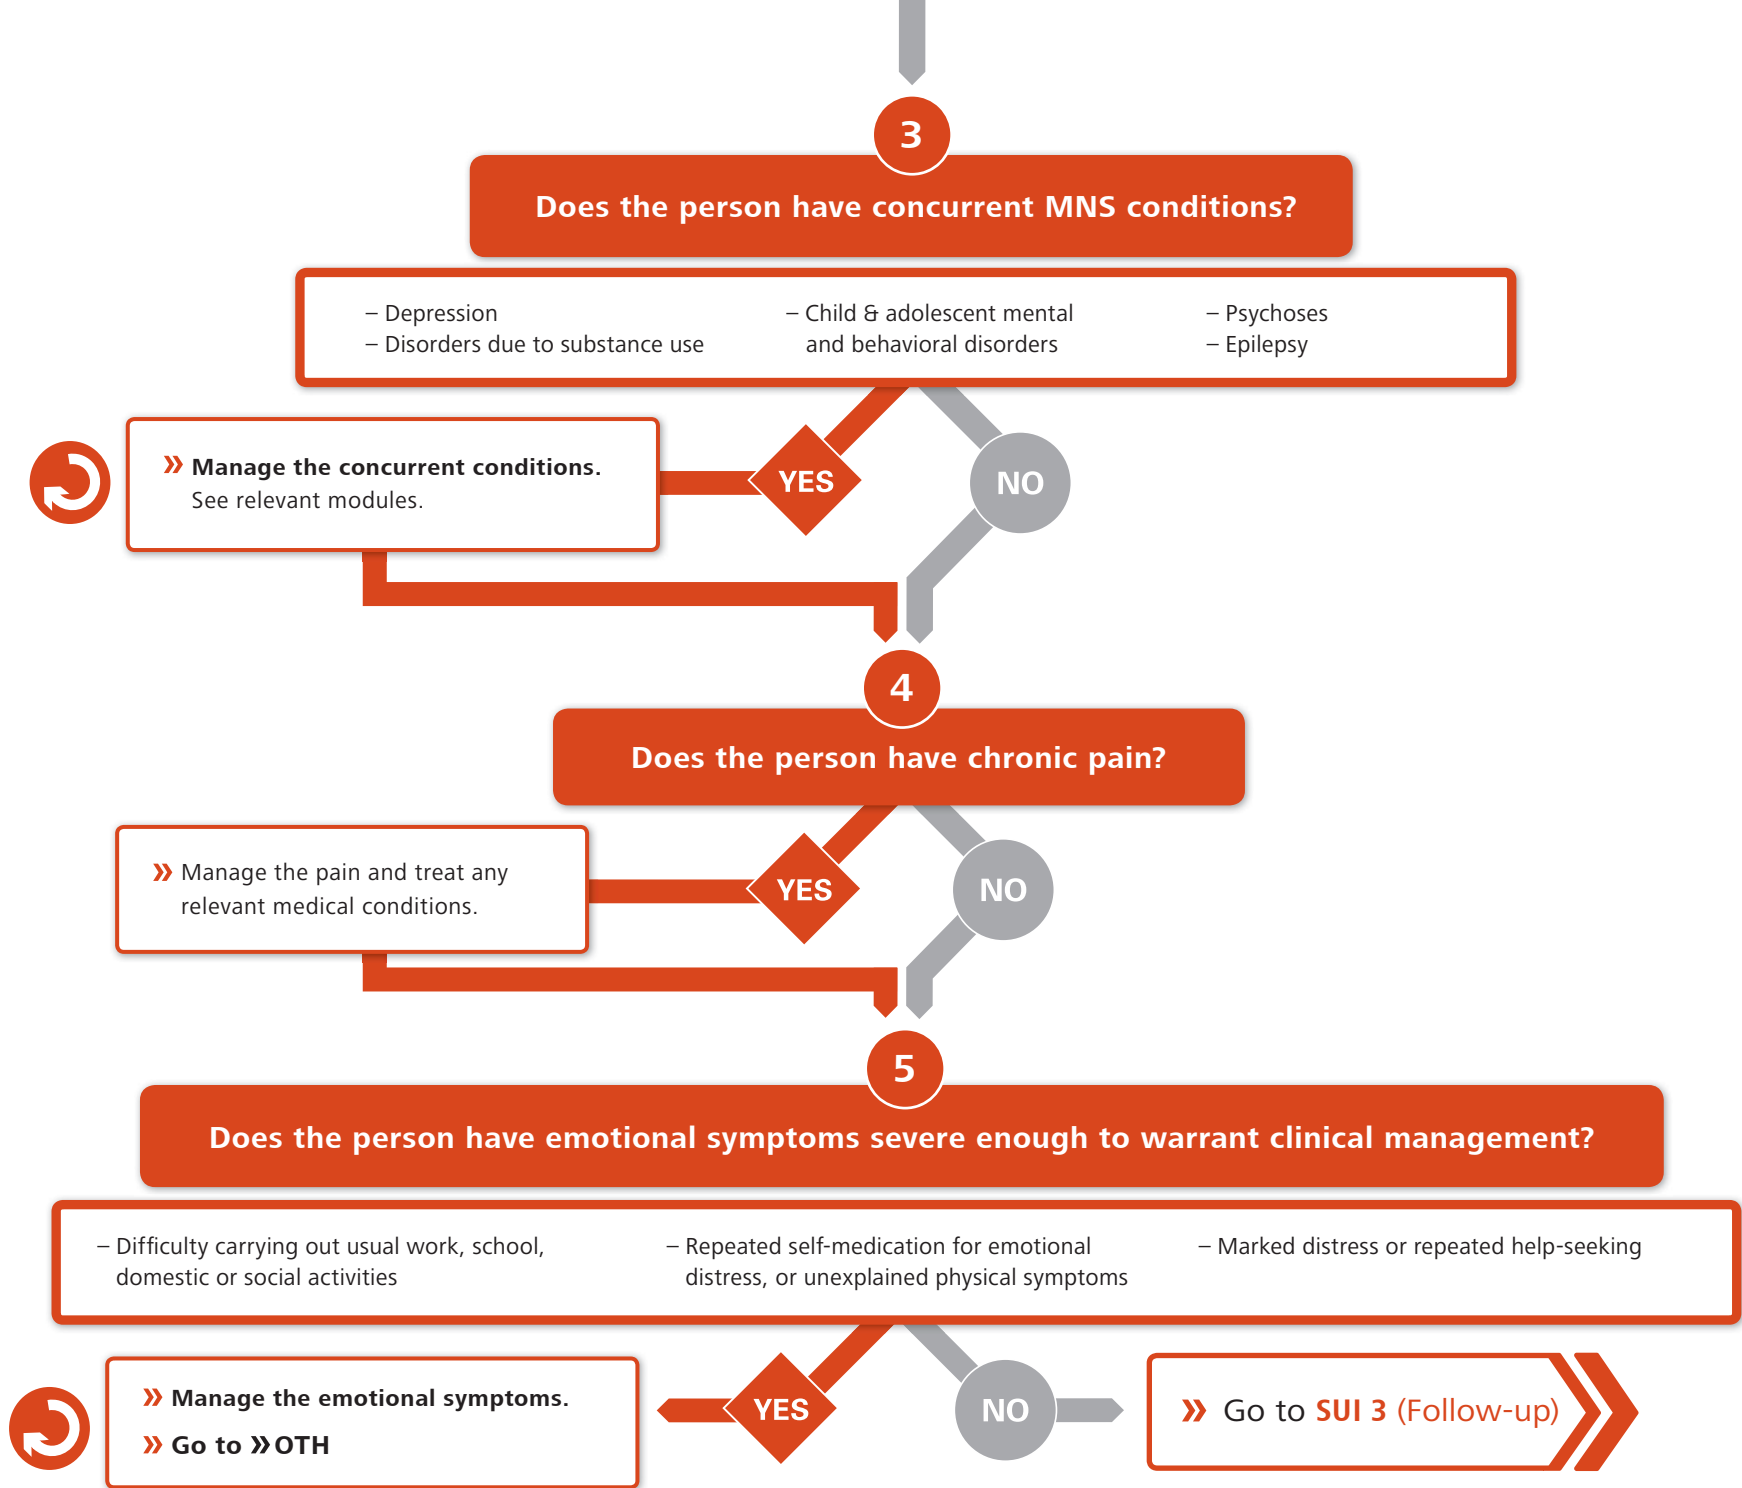 3
Does the person have concurrent MNS conditions?
– Depression
– Disorders due to substance use
– Child & adolescent mental
and behavioral disorders
– Psychoses
– Epilepsy
» Manage the concurrent conditions.
See relevant modules.
YES
NO
4
Does the person have chronic pain?
» Manage the pain and treat any
relevant medical conditions.
YES
NO
5
Does the person have emotional symptoms severe enough to warrant clinical management?
– Difficulty carrying out usual work, school,
domestic or social activities
– Repeated self-medication for emotional
distress, or unexplained physical symptoms
– Marked distress or repeated help-seeking
» Manage the emotional symptoms.
» Go to »OTH
YES
NO
» Go to SUI 3 (Follow-up)